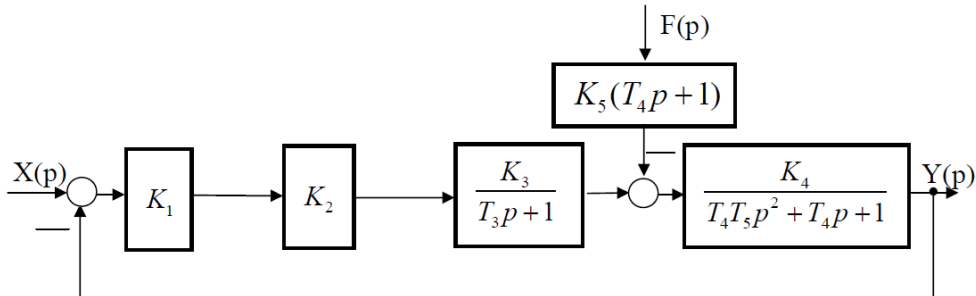 F(p)
K₅(T₄p + 1)
X(p)
K₁
K₂
K₃
T₃p + 1
K₄
T₄T₅p² + T₄p + 1
Y(p)